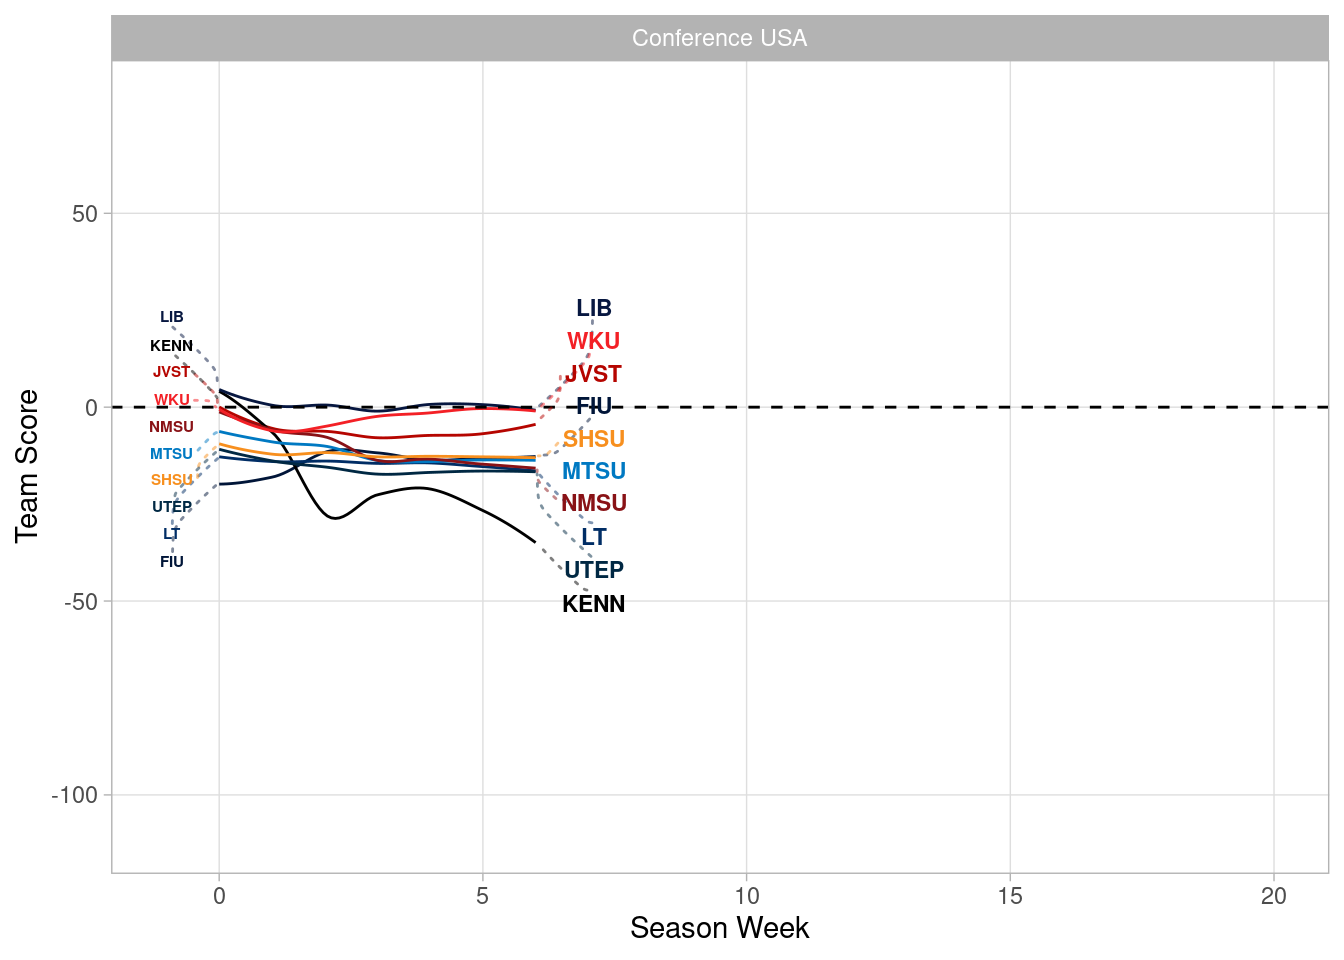 Conference USA
Team Score
50
0
-50
-100
LIB
KENN
JVST
WKU
NMSU
MTSU
SHSU
UTEP
LT
FIU
LIB
WKU
JVST
FIU
SHSU
MTSU
NMSU
LT
UTEP
KENN
0 5 10 15 20
Season Week